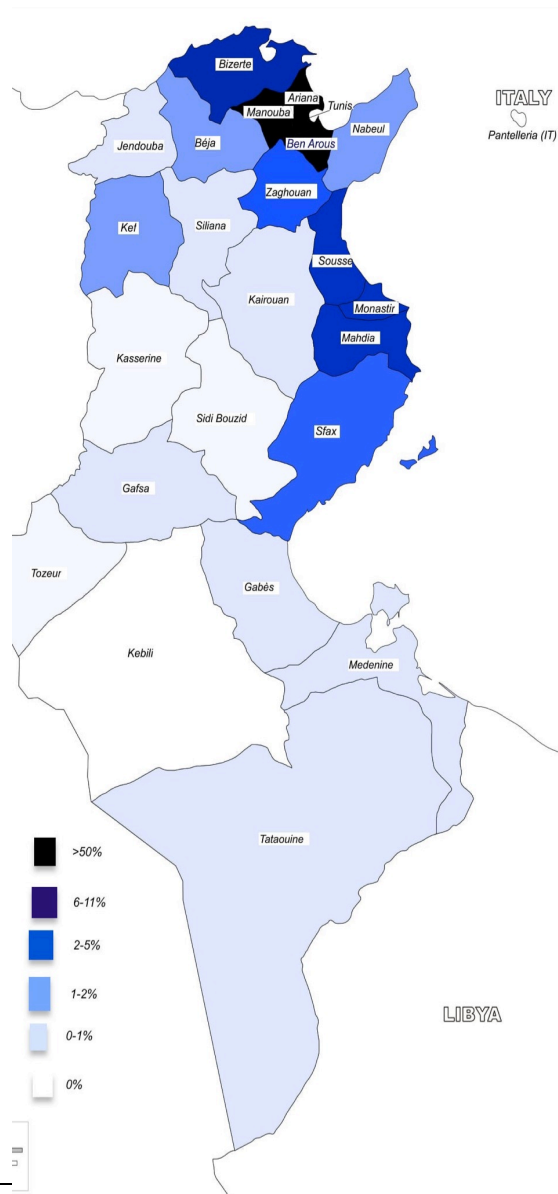 Bizerte
ITALY
Pantelleria (IT)
Ariana
Tunis
Manouba
Nabeul
Jendouba
Béja
Ben Arous
Zaghouan
Kef
Siliana
Sousse
Kairouan
Monastir
Mahdia
Kasserine
Sidi Bouzid
Sfax
Gafsa
Tozeur
Gabès
Kebili
Medenine
Tataouine
>50%
6-11%
2-5%
1-2%
0-1%
0%
LIBYA